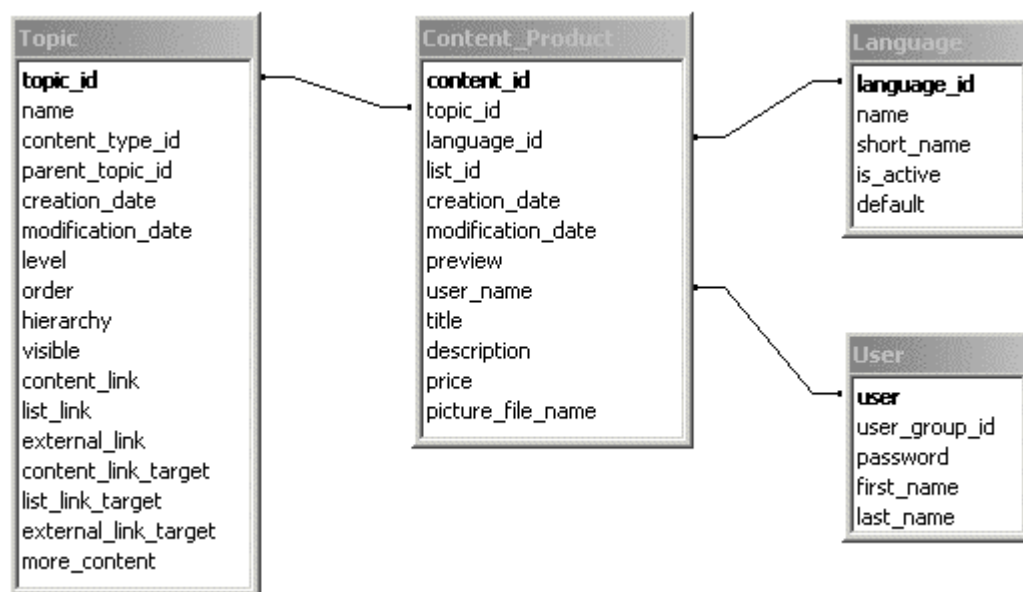 Topic
topic_id
name
content_type_id
parent_topic_id
creation_date
modification_date
level
order
hierarchy
visible
content_link
list_link
external_link
content_link_target
list_link_target
external_link_target
more_content
Content_Product
content_id
topic_id
language_id
list_id
creation_date
modification_date
preview
user_name
title
description
price
picture_file_name
Language
language_id
name
short_name
is_active
default
User
user
user_group_id
password
first_name
last_name